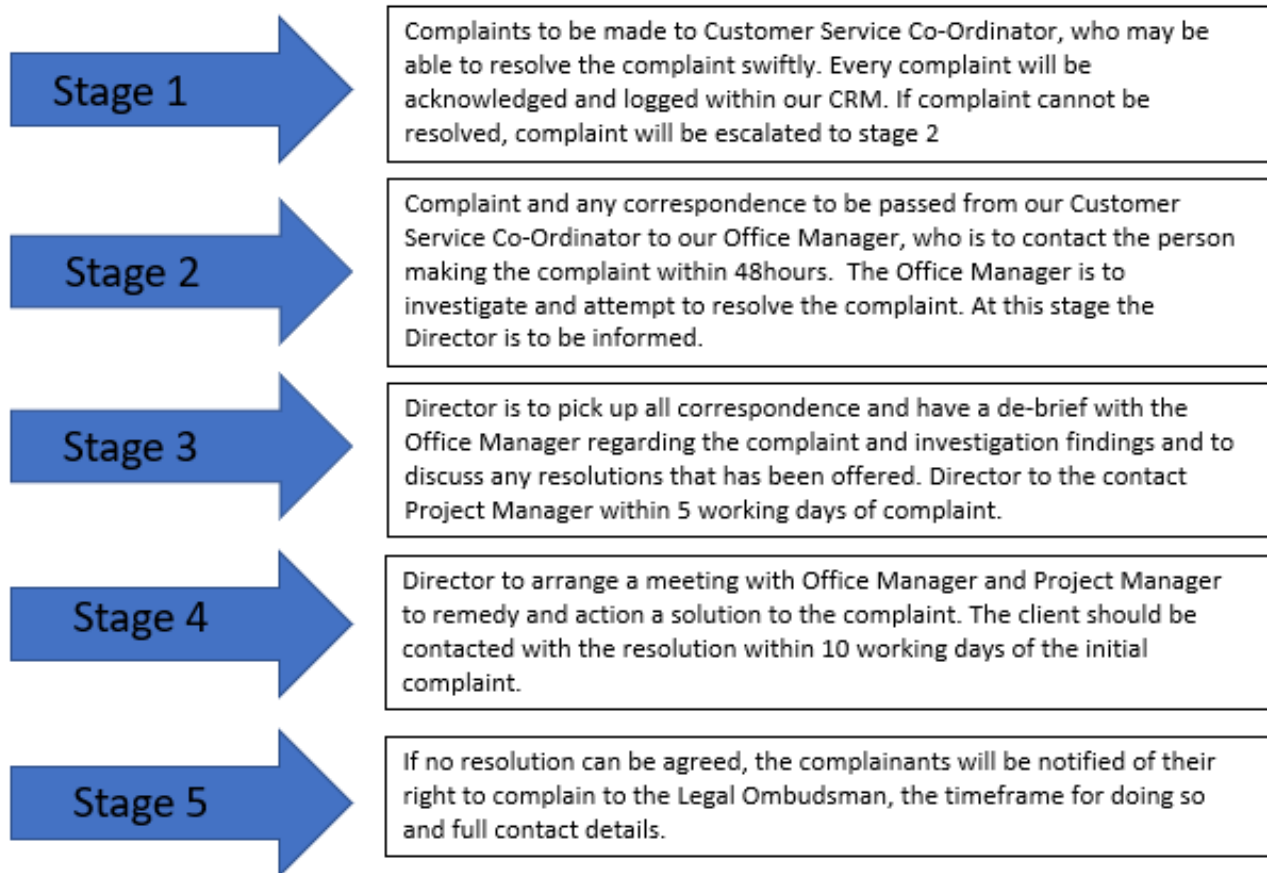 Stage 1
Complaints to be made to Customer Service Co-Ordinator, who may be
able to resolve the complaint swiftly. Every complaint will be
acknowledged and logged within our CRM. If complaint cannot be
resolved, complaint will be escalated to stage 2
Stage 2
Complaint and any correspondence to be passed from our Customer
Service Co-Ordinator to our Office Manager, who is to contact the person
making the complaint within 48hours.  The Office Manager is to
investigate and attempt to resolve the complaint. At this stage the
Director is to be informed.
Stage 3
Director is to pick up all correspondence and have a de-brief with the
Office Manager regarding the complaint and investigation findings and to
discuss any resolutions that has been offered. Director to the contact
Project Manager within 5 working days of complaint.
Stage 4
Director to arrange a meeting with Office Manager and Project Manager
to remedy and action a solution to the complaint. The client should be
contacted with the resolution within 10 working days of the initial
complaint.
Stage 5
If no resolution can be agreed, the complainants will be notified of their
right to complain to the Legal Ombudsman, the timeframe for doing so
and full contact details.